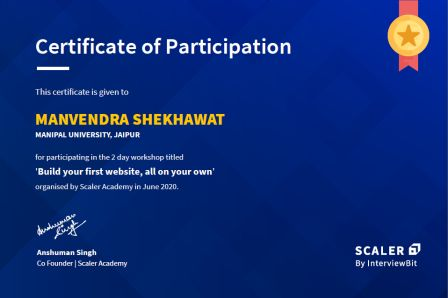 Certificate of Participation
This certificate is given to
MANVENDRA SHEKHAWAT
MANIPAL UNIVERSITY, JAIPUR
for participating in the 2 day workshop titled
'Build your first website, all on your own'
organised by Scaler Academy in June 2020.
Anshuman Singh
Anshuman Singh
Co Founder | Scaler Academy
SCALER
By InterviewBit